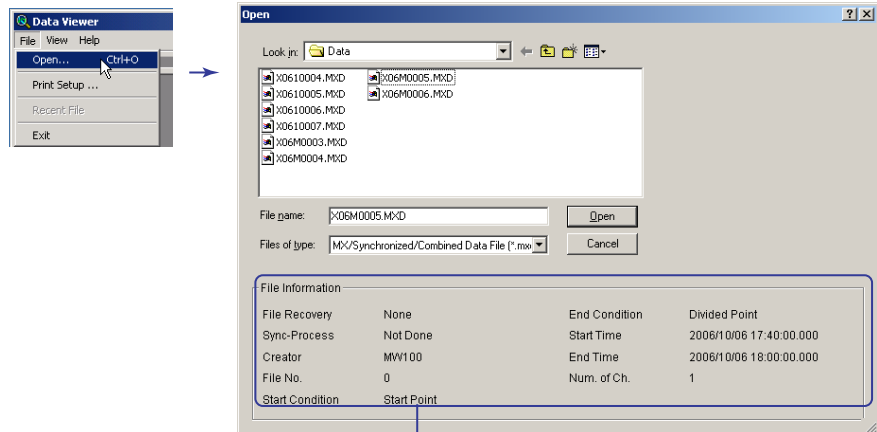 Data Viewer
File View Help
Open... Ctrl+O
Print Setup ...
Recent File
Exit
Open
Look in: Data
X0610004.MXD X06M0005.MXD
X0610005.MXD X06M0006.MXD
X0610006.MXD
X0610007.MXD
X06M0003.MXD
X06M0004.MXD
File name: X06M0005.MXD Open
Files of type: MX/Synchronized/Combined Data File (*.mx Cancel
File Information
File Recovery None End Condition Divided Point
Sync-Process Not Done Start Time 2006/10/06 17:40:00.000
Creator MW100 End Time 2006/10/06 18:00:00.000
File No. 0 Num. of Ch. 1
Start Condition Start Point